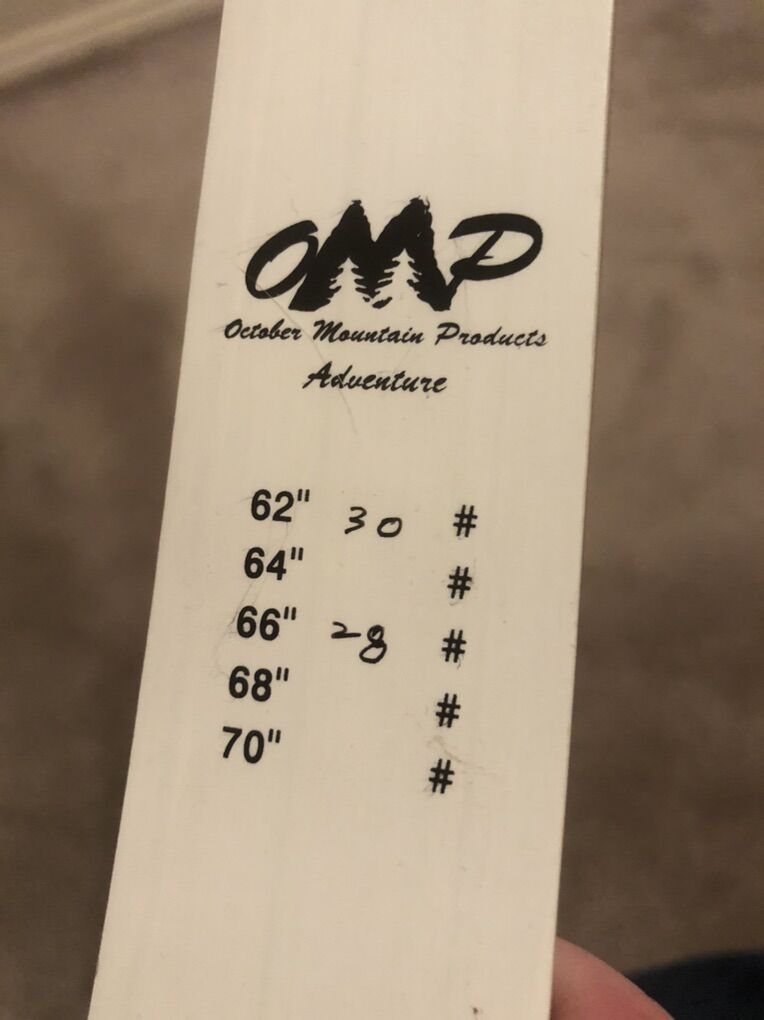 OMP
October Mountain Products
Adventure
62" 30 #
64" #
66" 28 #
68" #
70" #